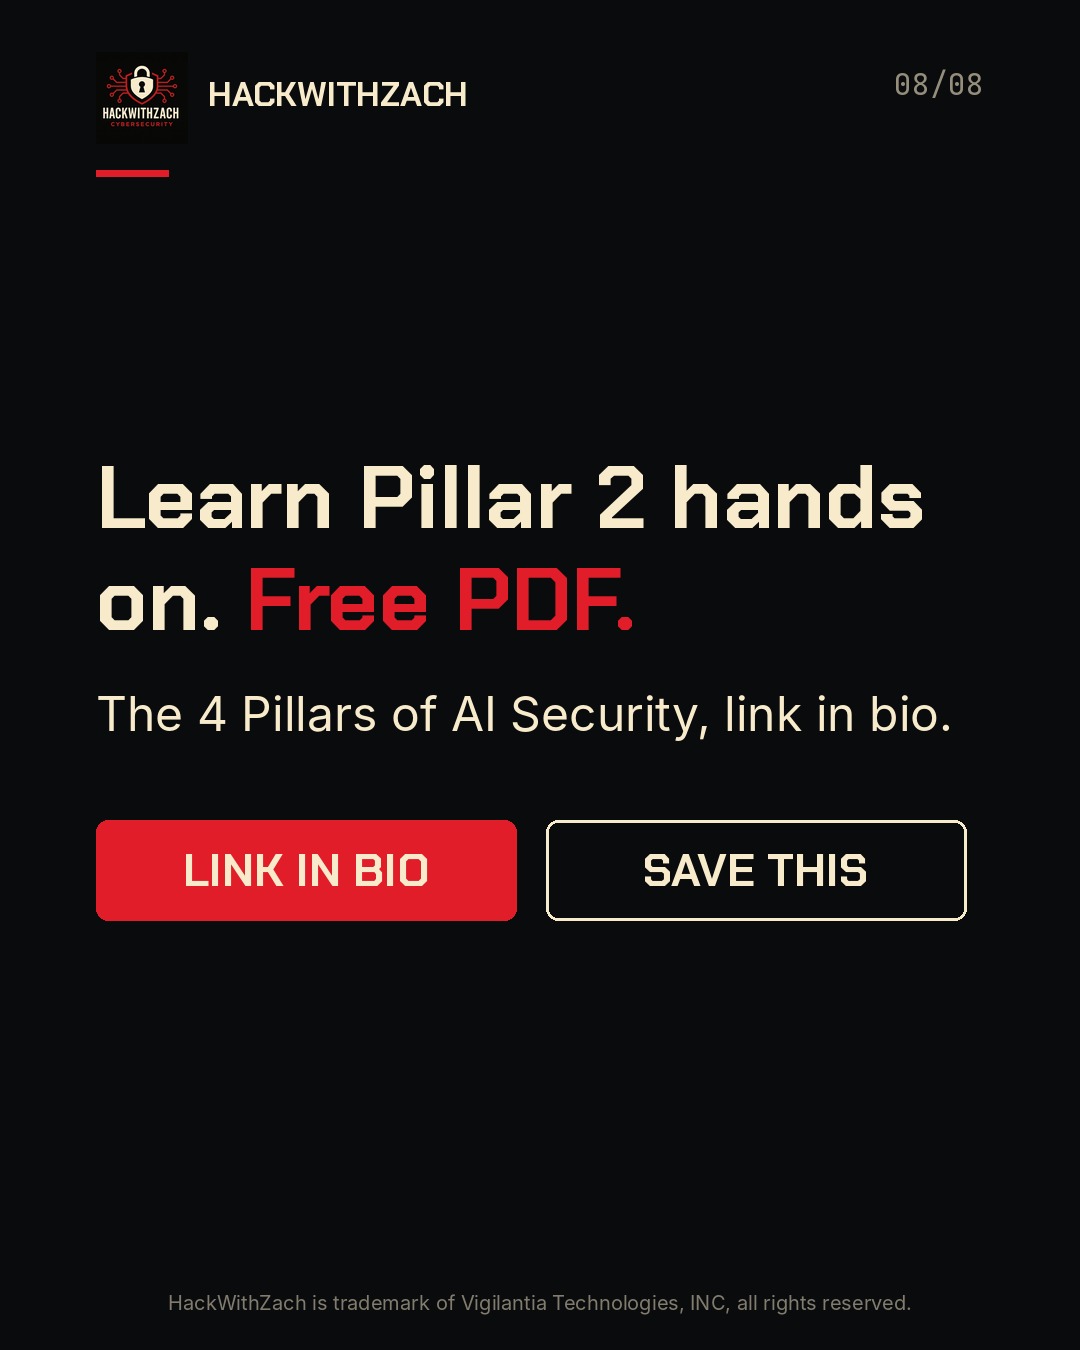 HACKWITHZACH
CYBERSECURITY
HACKWITHZACH
08/08
Learn Pillar 2 hands
on. Free PDF.
The 4 Pillars of AI Security, link in bio.
LINK IN BIO
SAVE THIS
HackWithZach is trademark of Vigilantia Technologies, INC, all rights reserved.